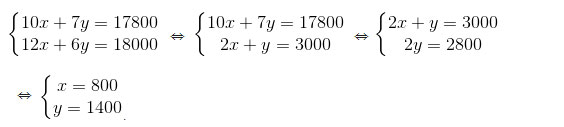 {10x + 7y = 17800 ⇔ {10x + 7y = 17800 ⇔ {2x + y = 3000
12x + 6y = 18000 2x + y = 3000 2y = 2800
⇔ {x = 800
y = 1400.